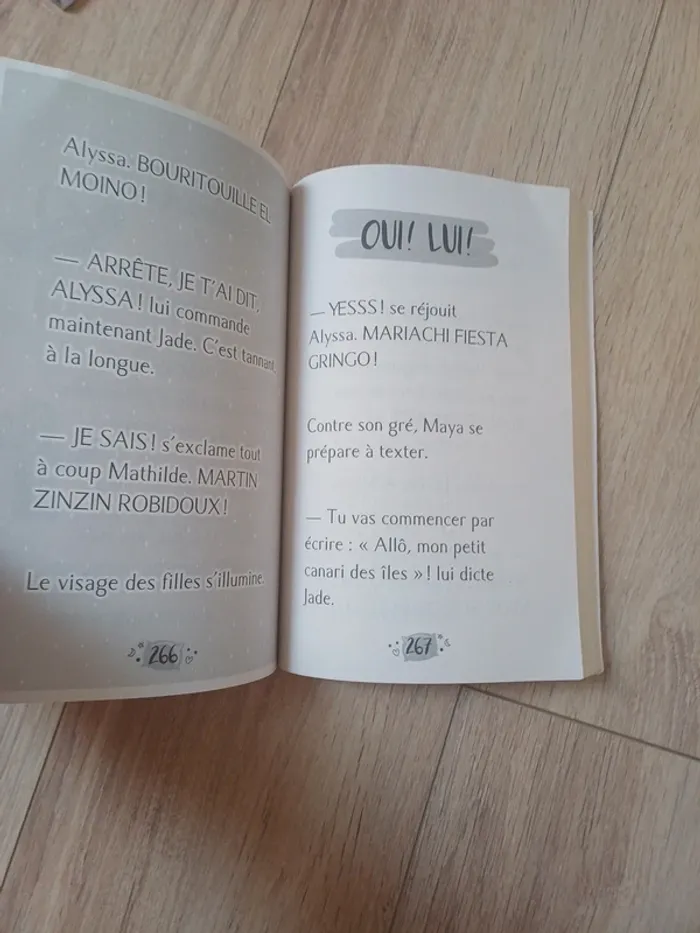 Alyssa. BOURITOUILLE EL
MOINO !
— ARRÊTE, JE T'AI DIT,
ALYSSA ! lui commande
maintenant Jade. C'est tannant
à la longue.
— JE SAIS ! s'exclame tout
à coup Mathilde. MARTIN
ZINZIN ROBIDOUX !
Le visage des filles s'illumine.
266
OUI! LUI!
— YESSS ! se réjouit
Alyssa. MARIACHI FIESTA
GRINGO !
Contre son gré, Maya se
prépare à texter.
— Tu vas commencer par
écrire : « Allô, mon petit
canari des îles » ! lui dicte
Jade.
267